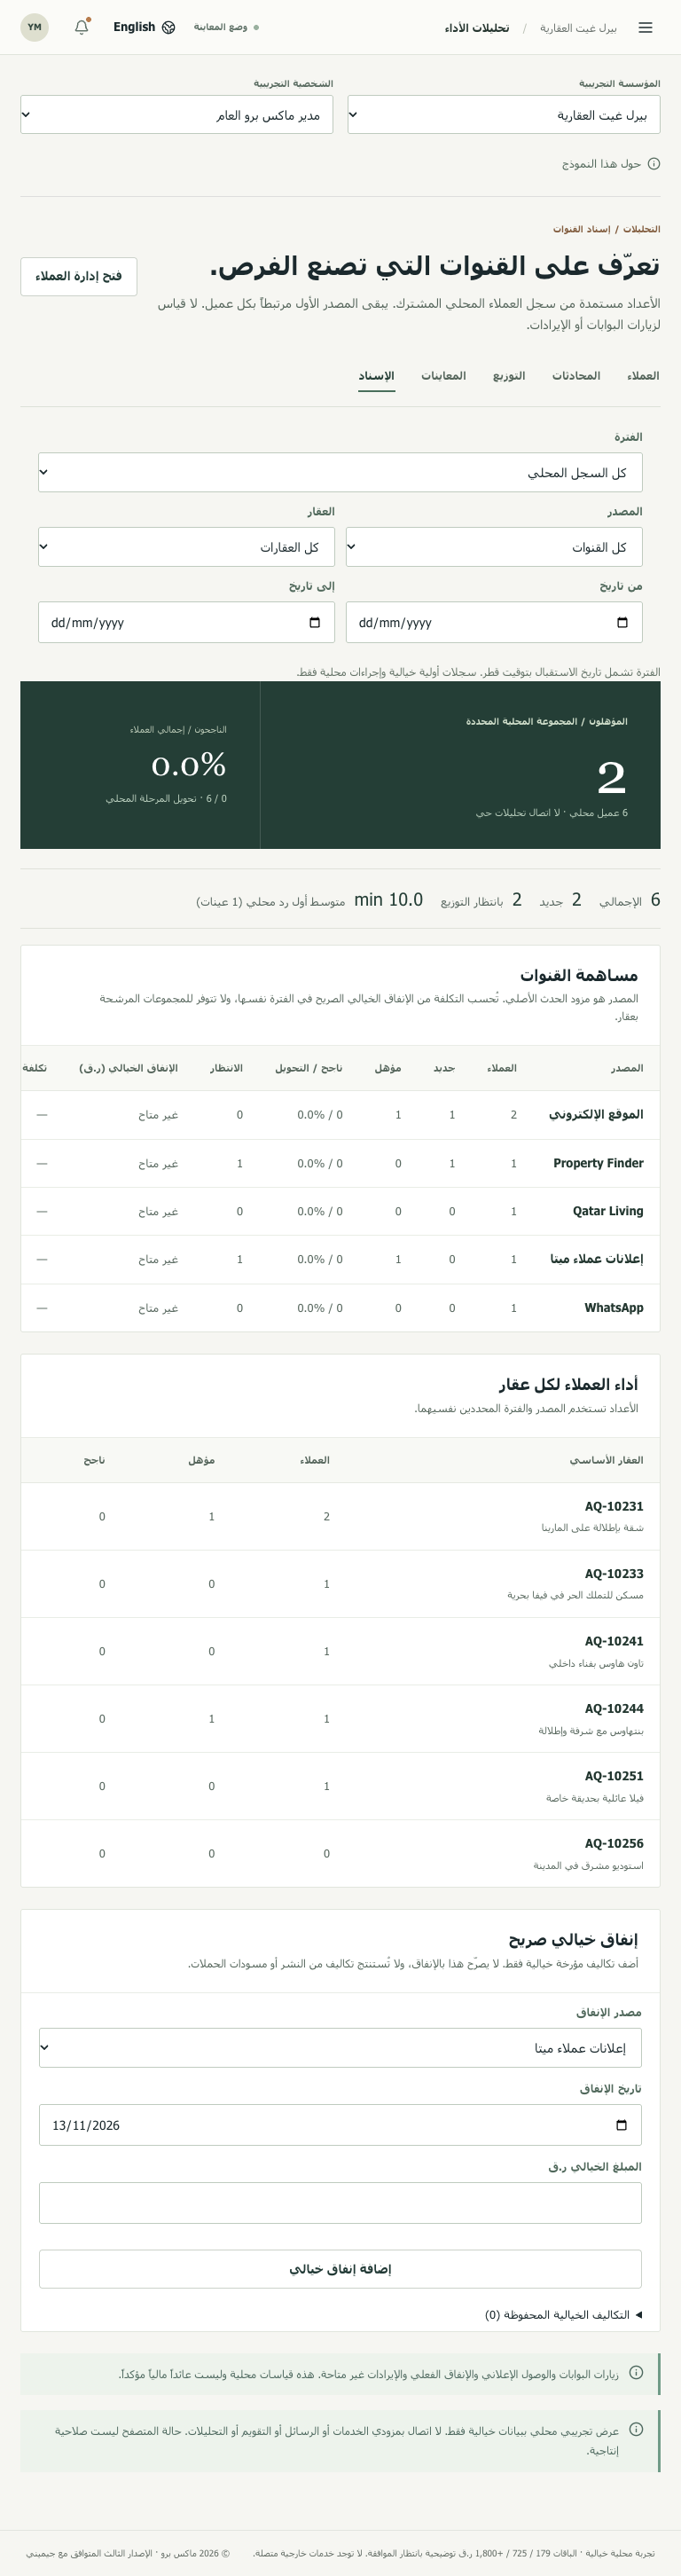 بيرل غيت العقارية / تحليلات الأداء
وضع المعاينة
English
YM
المؤسسة التجريبية
بيرل غيت العقارية
الشخصية التجريبية
مدير ماكس برو العام
حول هذا النموذج
التحليلات / إسناد القنوات
تعرّف على القنوات التي تصنع الفرص.
الأعداد مستمدة من سجل العملاء المحلي المشترك. يبقى المصدر الأول مرتبطاً بكل عميل. لا قياس
لزيارات البوابات أو الإيرادات.
فتح إدارة العملاء
العملاء المحادثات التوزيع المعاينات الإسناد
الفترة
كل السجل المحلي
المصدر
كل القنوات
العقار
كل العقارات
من تاريخ
dd/mm/yyyy
إلى تاريخ
dd/mm/yyyy
الفترة تشمل تاريخ الاستقبال بتوقيت قطر. سجلات أولية خيالية وإجراءات محلية فقط.
المؤهلون / المجموعة المحلية المحددة
2
6 عميل محلي · لا اتصال تحليلات حي
الناجحون / إجمالي العملاء
0.0%
0 / 6 · تحويل المرحلة المحلي
6 الإجمالي 2 جديد 2 بانتظار التوزيع 10.0 min متوسط أول رد محلي (1 عينات)
مساهمة القنوات
المصدر هو مزود الحدث الأصلي. تُحسب التكلفة من الإنفاق الخيالي الصريح في الفترة نفسها، ولا تتوفر للمجموعات المرشحة
بعقار.
المصدر العملاء جديد مؤهل ناجح / التحويل الانتظار الإنفاق الخيالي (ر.ق) تكلفة
الموقع الإلكتروني 2 1 1 0 / 0.0% 0 غير متاح —
Property Finder 1 1 0 0 / 0.0% 1 غير متاح —
Qatar Living 1 0 0 0 / 0.0% 0 غير متاح —
إعلانات عملاء ميتا 1 0 1 0 / 0.0% 1 غير متاح —
WhatsApp 1 0 0 0 / 0.0% 0 غير متاح —
أداء العملاء لكل عقار
الأعداد تستخدم المصدر والفترة المحددين نفسيهما.
العقار الأساسي العملاء مؤهل ناجح
AQ-10231 2 1 0
شقة بإطلالة على المارينا
AQ-10233 1 0 0
مسكن للتملك الحر في فيفا بحرية
AQ-10241 1 0 0
تاون هاوس بفناء داخلي
AQ-10244 1 1 0
بنتهاوس مع شرفة وإطلالة
AQ-10251 1 0 0
فيلا عائلية بحديقة خاصة
AQ-10256 0 0 0
استوديو مشرق في المدينة
إنفاق خيالي صريح
أضف تكاليف مؤرخة خيالية فقط. لا يصرّح هذا بالإنفاق، ولا تُستنتج تكاليف من النشر أو مسودات الحملات.
مصدر الإنفاق
إعلانات عملاء ميتا
تاريخ الإنفاق
13/11/2026
المبلغ الخيالي ر.ق
إضافة إنفاق خيالي
التكاليف الخيالية المحفوظة (0)
زيارات البوابات والوصول الإعلاني والإنفاق الفعلي والإيرادات غير متاحة. هذه قياسات محلية وليست عائداً مالياً مؤكداً.
عرض تجريبي محلي ببيانات خيالية فقط. لا اتصال بمزودي الخدمات أو الرسائل أو التقويم أو التحليلات. حالة المتصفح ليست صلاحية
إنتاجية.
تجربة محلية خيالية · الباقات 179 / 725 / 1,800+ ر.ق توضيحية بانتظار الموافقة. لا توجد خدمات خارجية متصلة.
© 2026 ماكس برو · الإصدار الثالث المتوافق مع جيميني